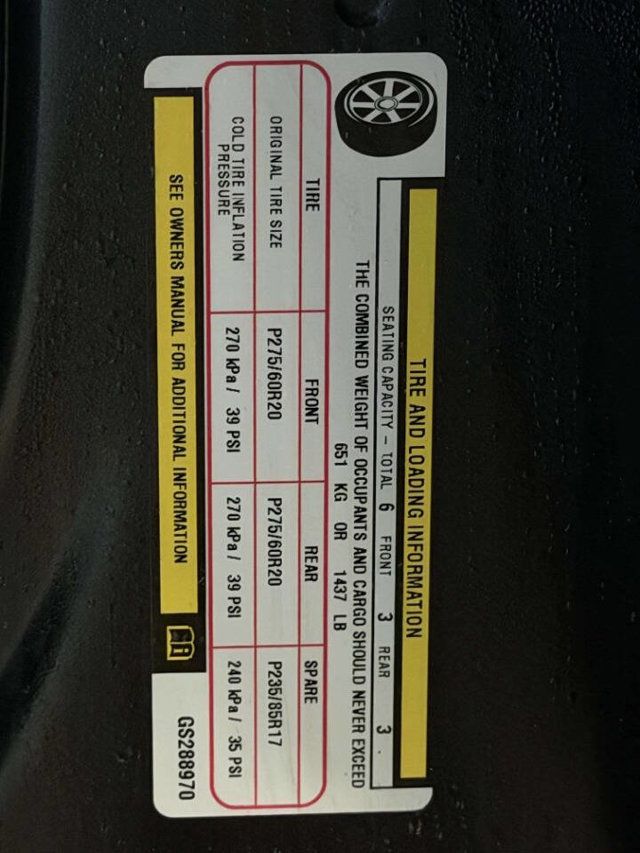 TIRE AND LOADING INFORMATION
SEATING CAPACITY – TOTAL 6 FRONT 3 REAR 3
THE COMBINED WEIGHT OF OCCUPANTS AND CARGO SHOULD NEVER EXCEED
651 KG OR 1437 LB
TIRE FRONT REAR SPARE
ORIGINAL TIRE SIZE P275/60R20 P275/60R20 P235/85R17
COLD TIRE INFLATION PRESSURE 270 kPa / 39 PSI 270 kPa / 39 PSI 240 kPa / 35 PSI
SEE OWNERS MANUAL FOR ADDITIONAL INFORMATION
GS288970